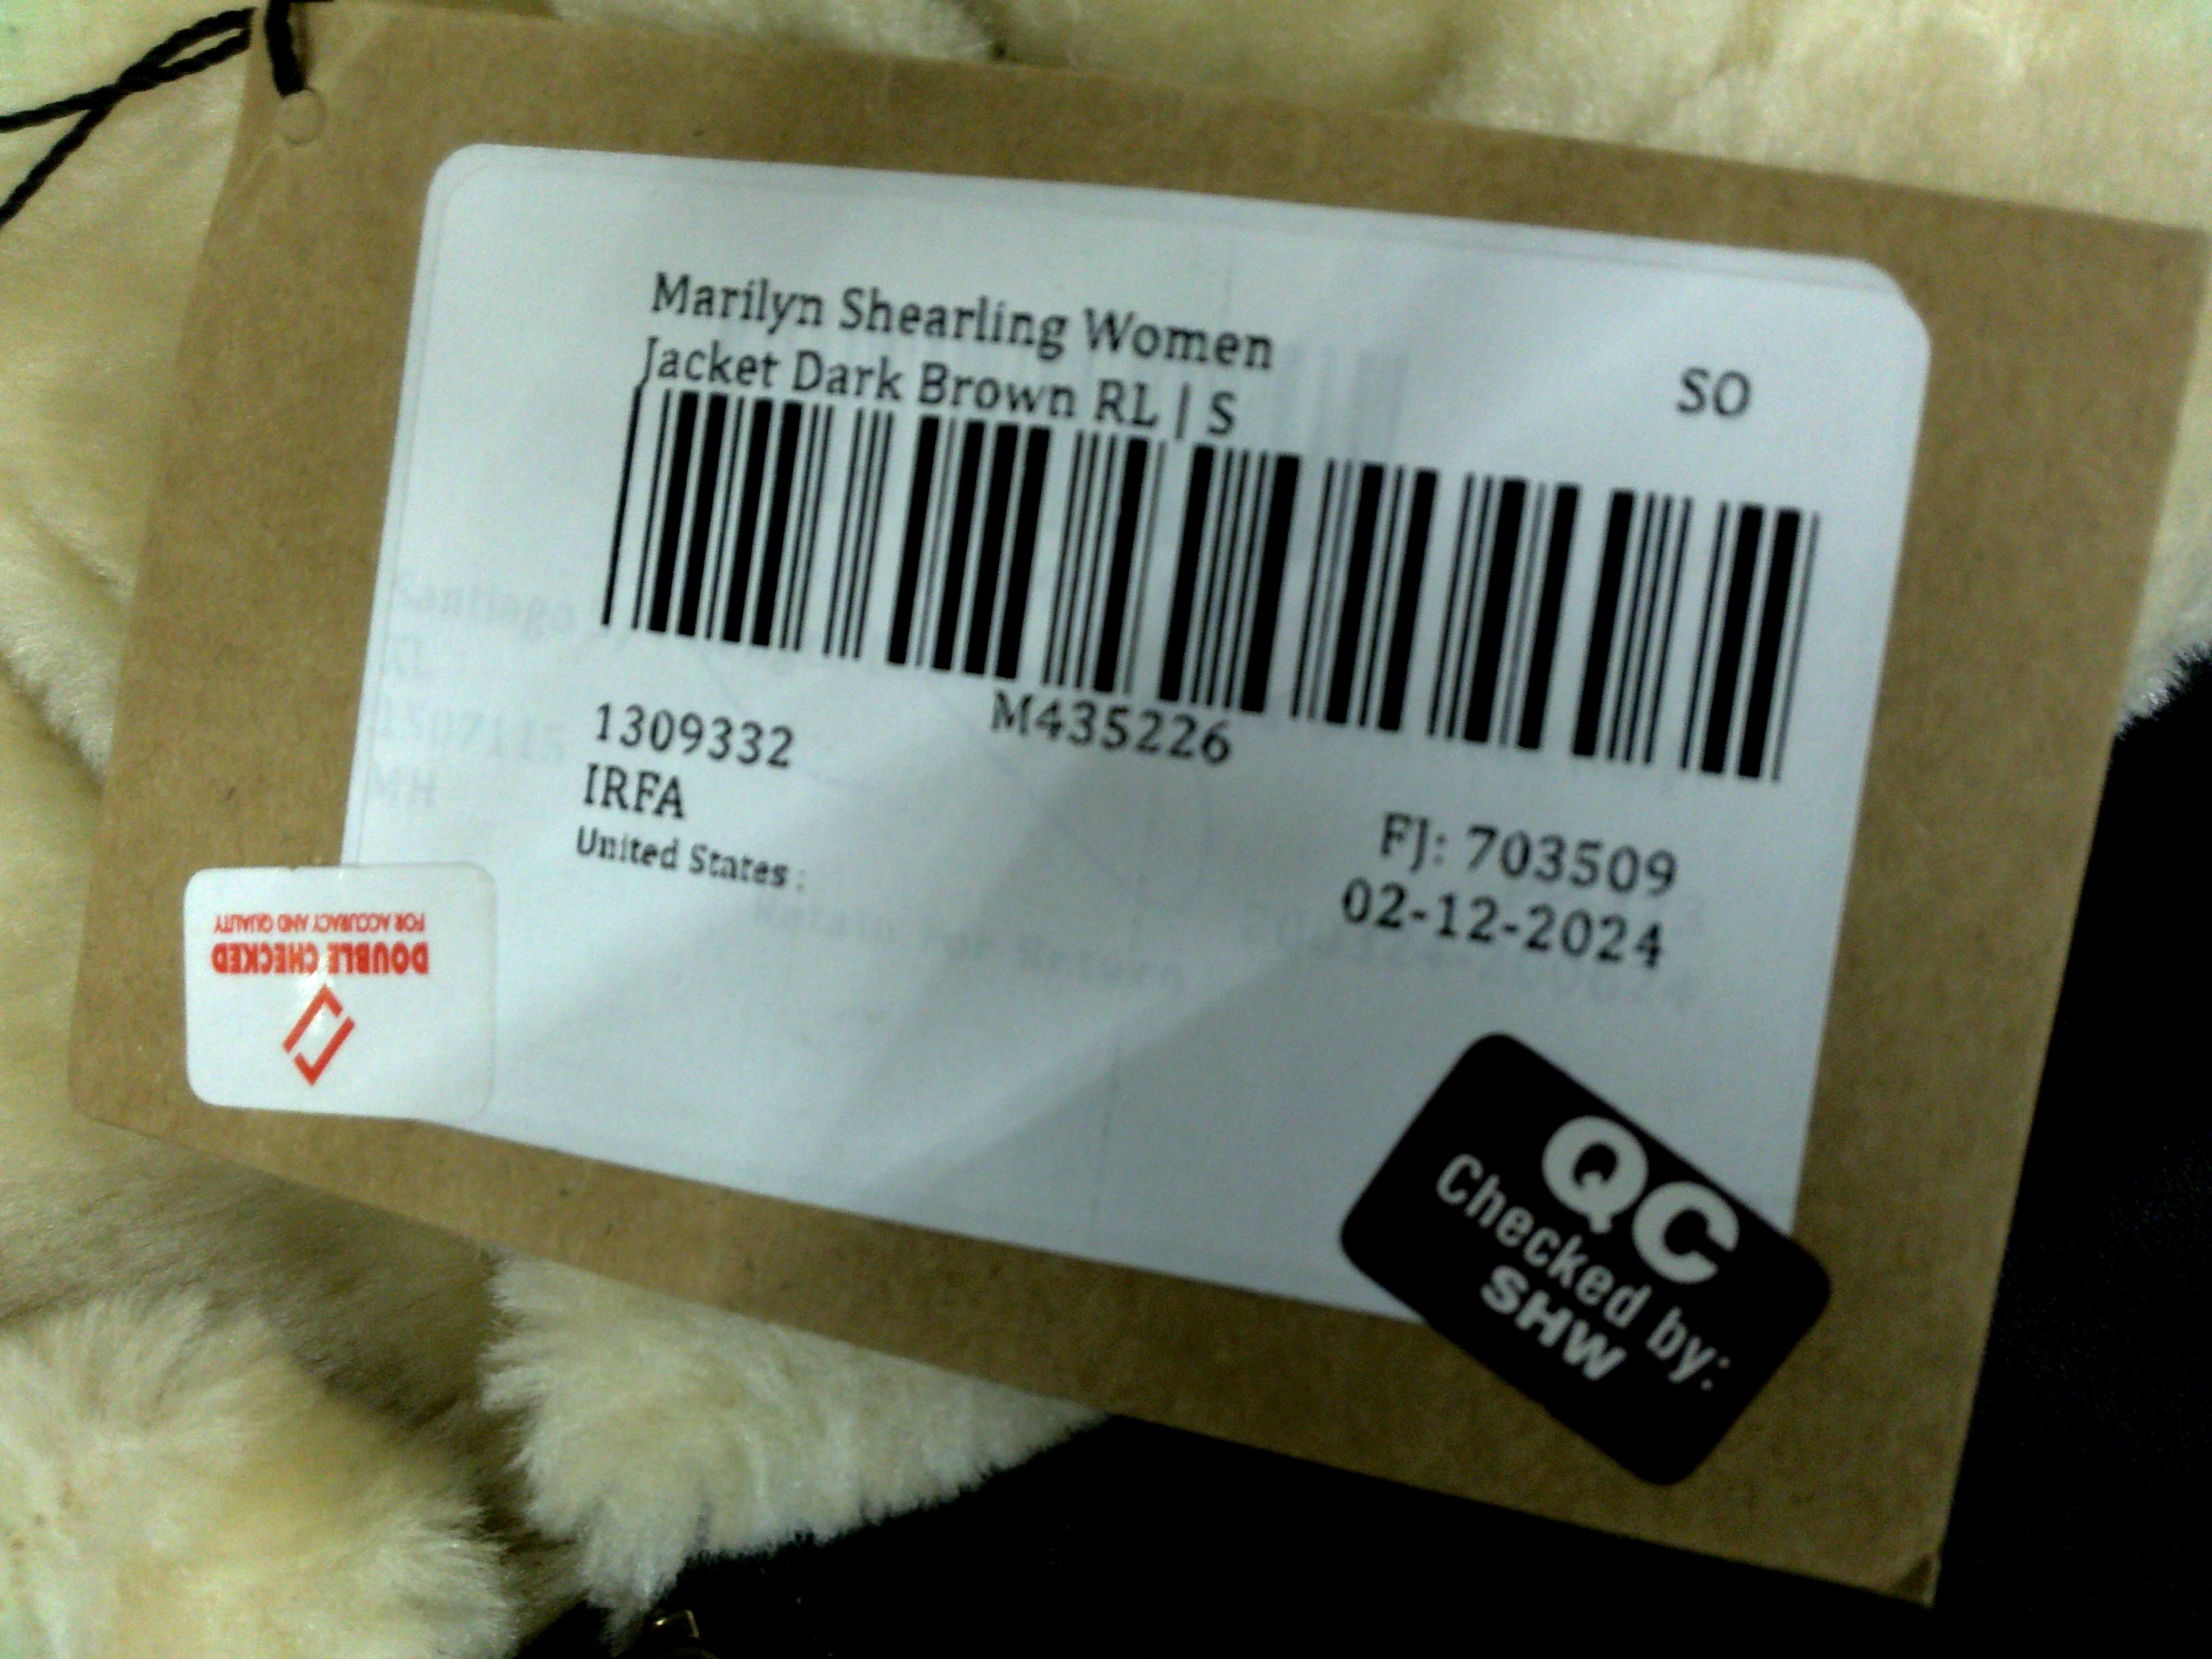 Marilyn Shearling Women
Jacket Dark Brown RL | S
SO
M435226
1309332
IRFA
United States :
FJ: 703509
02-12-2024
DOUBLE CHECKED
FOR ACCURACY AND QUALITY
QC
Checked by:
SHW